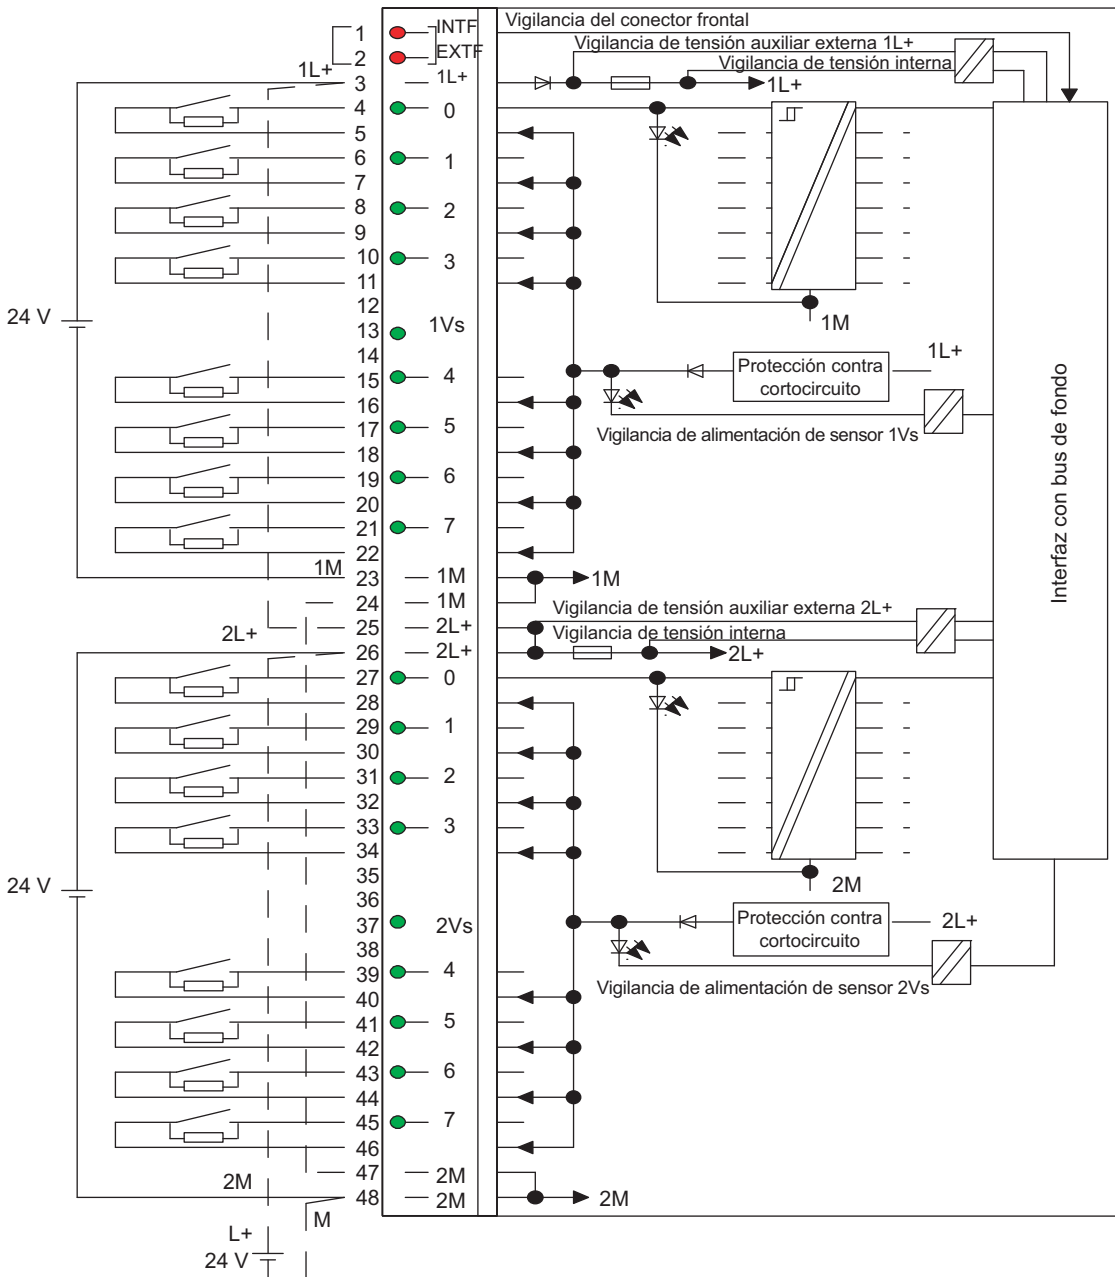 Vigilancia del conector frontal
1 INTF
Vigilancia de tensión auxiliar externa 1L+
2 EXTF
Vigilancia de tensión interna
1L+ 3 1L+ 1L+
4 0
5
6 1
7
8 2
9
10 3
11
12
24 V 13 1Vs 1M
14
Protección contra cortocircuito 1L+
15 4
16
17 5
Vigilancia de alimentación de sensor 1Vs
18
19 6
20
21 7
22
1M 23 1M 1M
24 1M
Vigilancia de tensión auxiliar externa 2L+
25 2L+
Vigilancia de tensión interna
2L+ 26 2L+ 2L+
27 0
28
29 1
30
31 2
32
33 3
34
35
24 V 2M
36
37 2Vs
Protección contra cortocircuito 2L+
38
39 4
Vigilancia de alimentación de sensor 2Vs
40
41 5
42
43 6
44
45 7
46
47 2M
2M 48 2M 2M
M
L+
24 V
Interfaz con bus de fondo